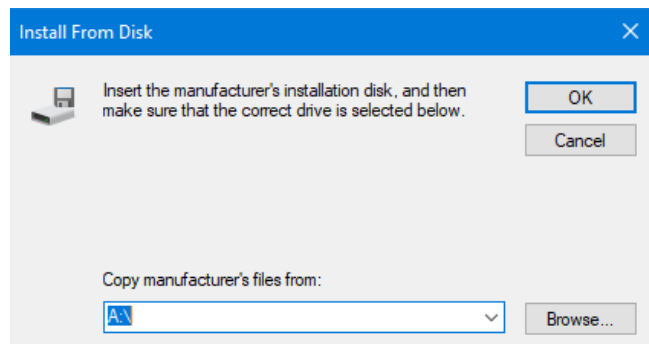 Install From Disk
Insert the manufacturer's installation disk, and then
make sure that the correct drive is selected below.
OK
Cancel
Copy manufacturer's files from:
A:\
Browse...